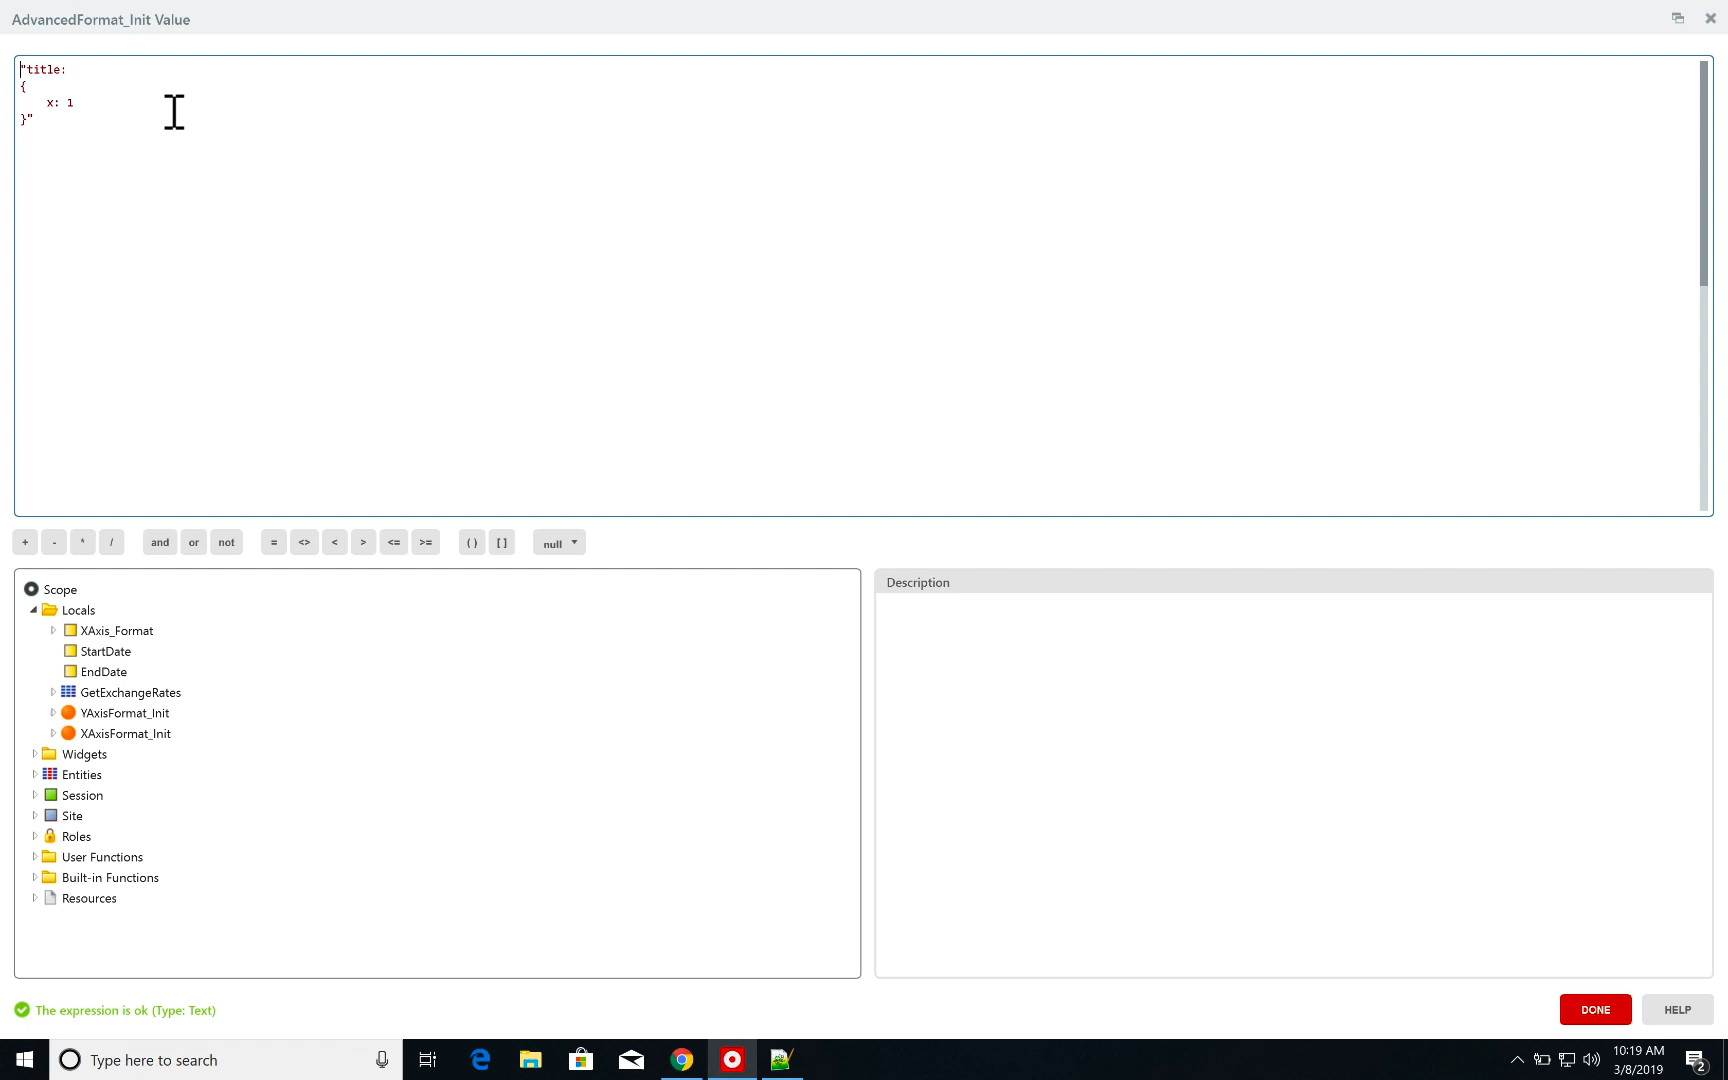 AdvancedFormat_Init Value
"title:
{
    x: 1
}"
+ - * / and or not = <> < > <= >= ( ) [ ] null
Scope
Locals
XAxis_Format
StartDate
EndDate
GetExchangeRates
YAxisFormat_Init
XAxisFormat_Init
Widgets
Entities
Session
Site
Roles
User Functions
Built-in Functions
Resources
Description
The expression is ok (Type: Text)
DONE HELP
Type here to search
10:19 AM
3/8/2019
2